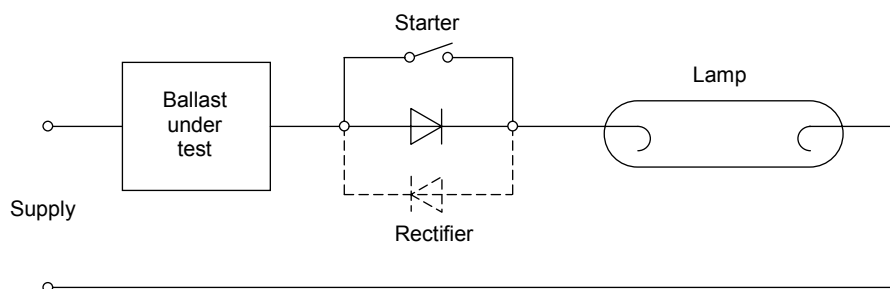 Starter
Lamp
Ballast
under
test
Supply
Rectifier